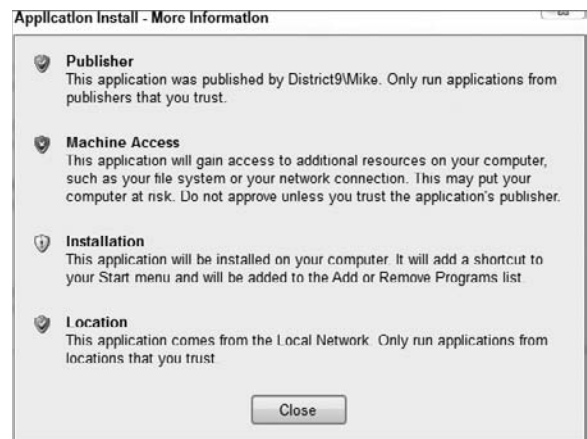 Application Install - More Information
Publisher
This application was published by District9\Mike. Only run applications from
publishers that you trust.
Machine Access
This application will gain access to additional resources on your computer,
such as your file system or your network connection. This may put your
computer at risk. Do not approve unless you trust the application's publisher.
Installation
This application will be installed on your computer. It will add a shortcut to
your Start menu and will be added to the Add or Remove Programs list.
Location
This application comes from the Local Network. Only run applications from
locations that you trust.
Close